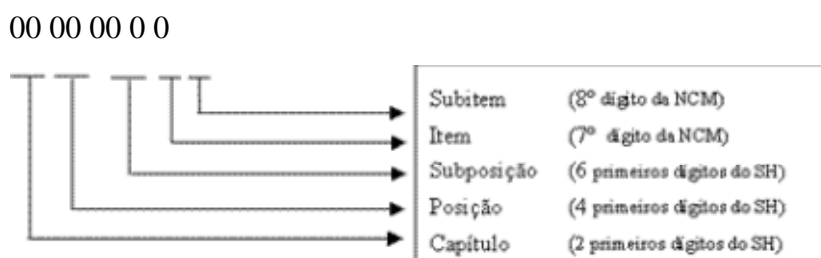 00 00 00 0 0
Subitem (8º dígito da NCM)
Item (7º dígito da NCM)
Subposição (6 primeiros dígitos do SH)
Posição (4 primeiros dígitos do SH)
Capítulo (2 primeiros dígitos do SH)